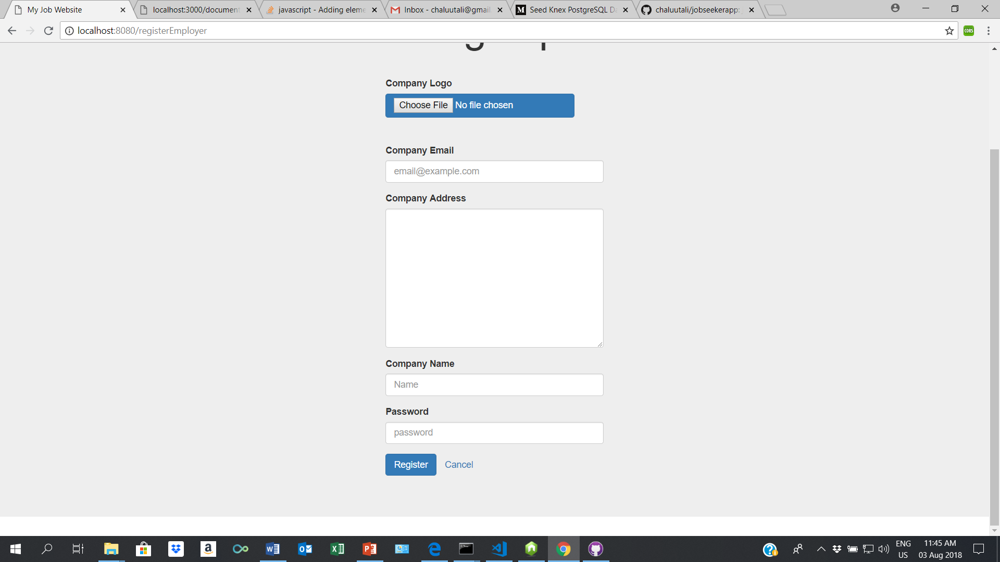 My Job Website
localhost:3000/document
javascript - Adding eleme
Inbox - chaluutali@gmail
M
Seed Knex PostgreSQL Da
chaluutali/jobseekerapp:
localhost:8080/registerEmployer
CORS
Company Logo
Choose File No file chosen
Company Email
email@example.com
Company Address
Company Name
Name
Password
password
Register Cancel
ENG 11:45 AM
US 03 Aug 2018